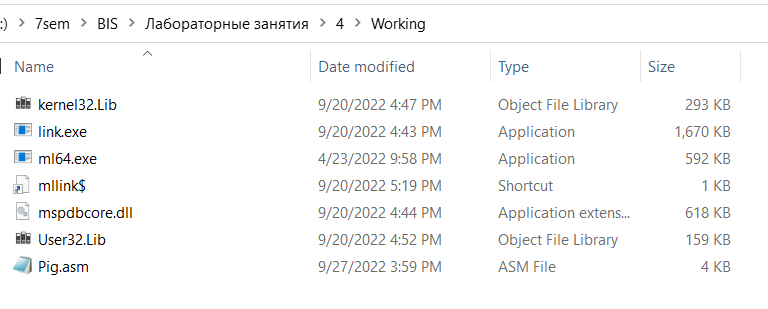 :) > 7sem > BIS > Лабораторные занятия > 4 > Working
Name Date modified Type Size
kernel32.Lib 9/20/2022 4:47 PM Object File Library 293 KB
link.exe 9/20/2022 4:43 PM Application 1,670 KB
ml64.exe 4/23/2022 9:58 PM Application 592 KB
mllink$ 9/20/2022 5:19 PM Shortcut 1 KB
mspdbcore.dll 9/20/2022 4:44 PM Application extens... 618 KB
User32.Lib 9/20/2022 4:52 PM Object File Library 159 KB
Pig.asm 9/27/2022 3:59 PM ASM File 4 KB